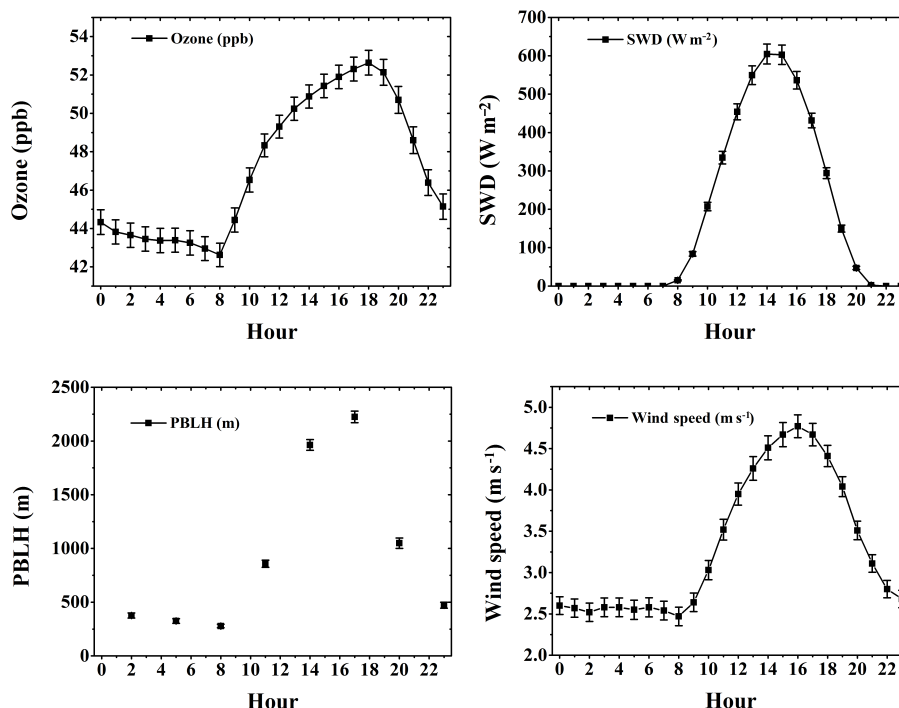 54
52
50
48
46
44
42
Ozone (ppb)
Ozone (ppb)
0 2 4 6 8 10 12 14 16 18 20 22
Hour
700
600
500
400
300
200
100
0
SWD (W m⁻²)
SWD (W m⁻²)
0 2 4 6 8 10 12 14 16 18 20 22
Hour
2500
2000
1500
1000
500
0
PBLH (m)
PBLH (m)
0 2 4 6 8 10 12 14 16 18 20 22
Hour
5.0
4.5
4.0
3.5
3.0
2.5
2.0
Wind speed (m s⁻¹)
Wind speed (m s⁻¹)
0 2 4 6 8 10 12 14 16 18 20 22
Hour